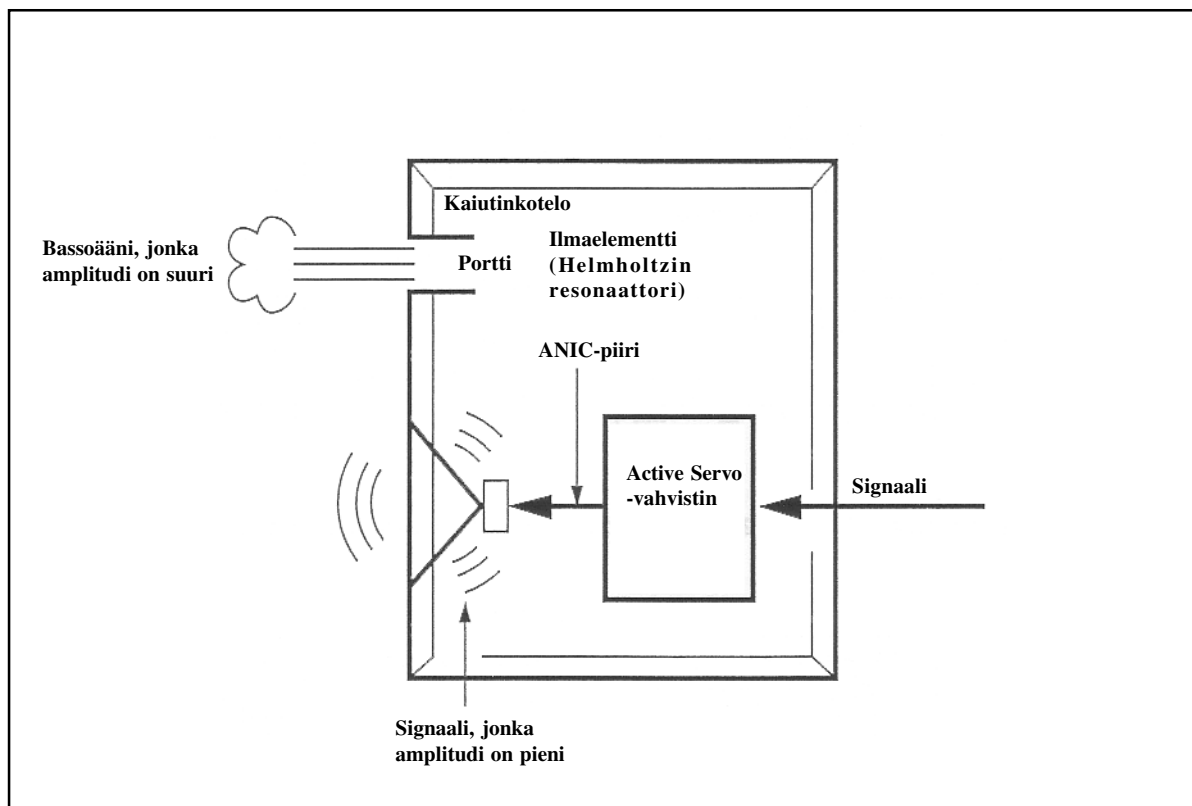 Kaiutinkotelo
Bassoääni, jonka
amplitudi on suuri
Portti
Ilmaelementti
(Helmholtzin
resonaattori)
ANIC-piiri
Active Servo
-vahvistin
Signaali
Signaali, jonka
amplitudi on pieni